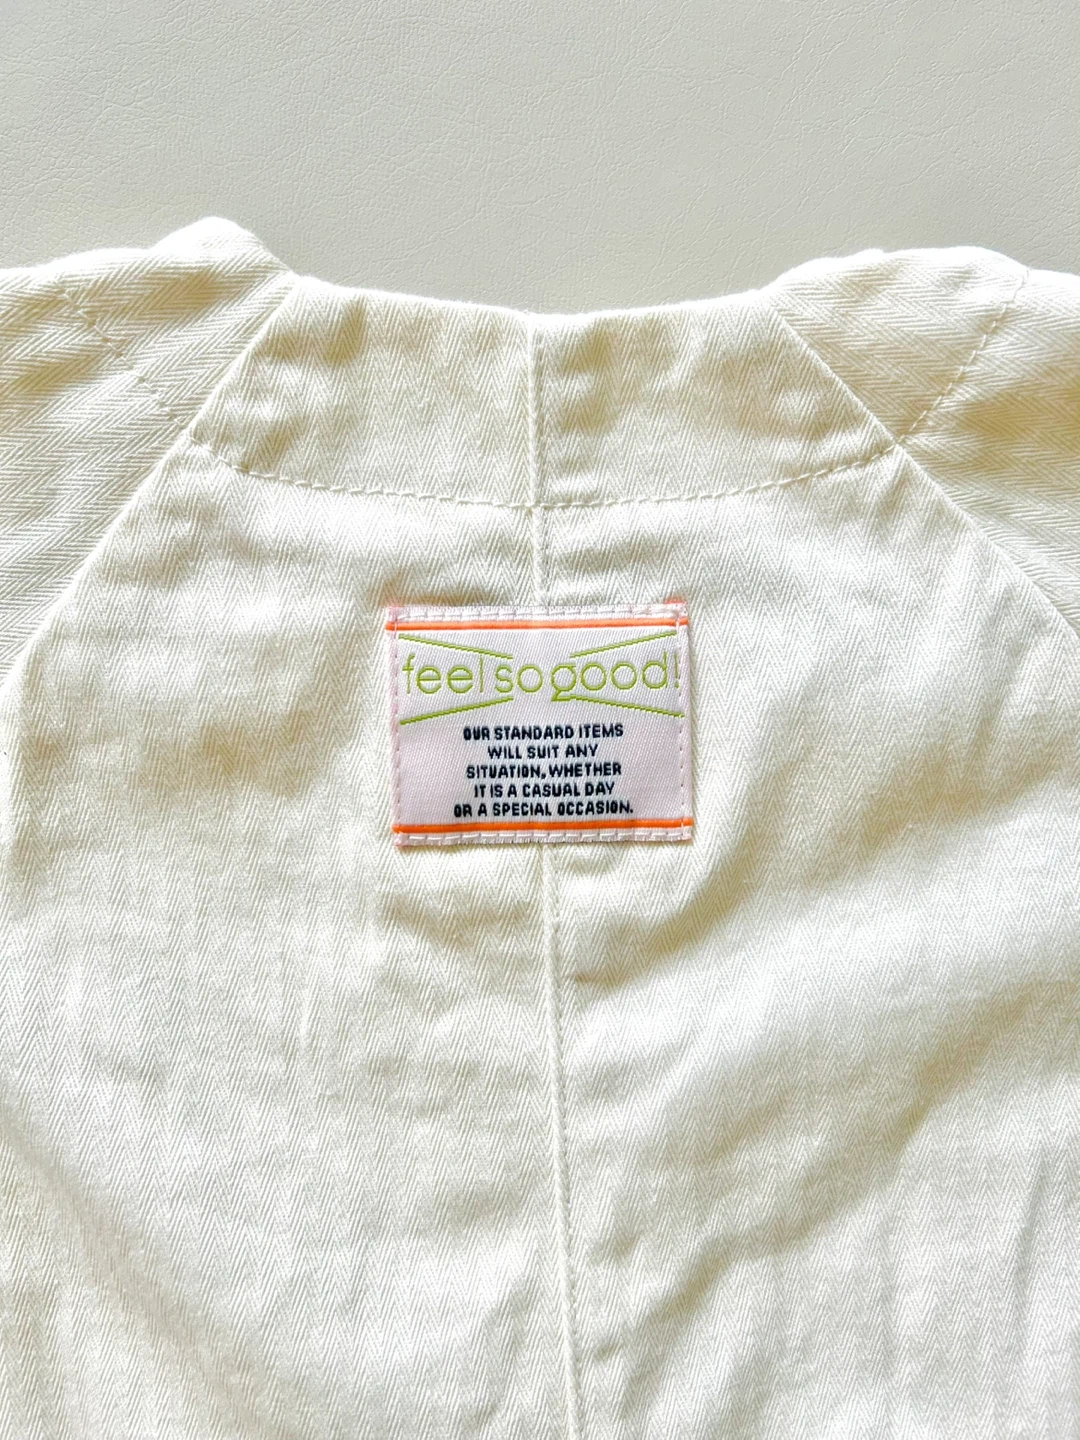 feel so good!
OUR STANDARD ITEMS
WILL SUIT ANY
SITUATION, WHETHER
IT IS A CASUAL DAY
OR A SPECIAL OCCASION.